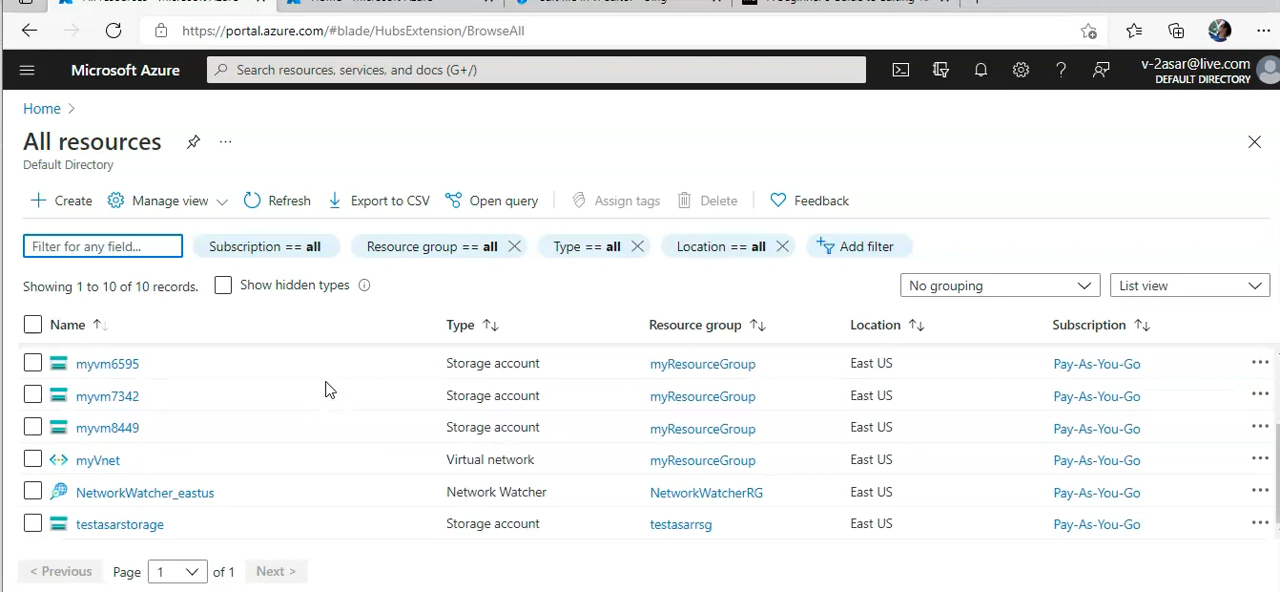 https://portal.azure.com/#blade/HubsExtension/BrowseAll
Microsoft Azure
Search resources, services, and docs (G+/)
v-2asar@live.com
DEFAULT DIRECTORY
Home >
All resources
Default Directory
Create
Manage view
Refresh
Export to CSV
Open query
Assign tags
Delete
Feedback
Filter for any field...
Subscription == all
Resource group == all
Type == all
Location == all
Add filter
Showing 1 to 10 of 10 records.
Show hidden types
No grouping
List view
Name Type Resource group Location Subscription
myvm6595 Storage account myResourceGroup East US Pay-As-You-Go
myvm7342 Storage account myResourceGroup East US Pay-As-You-Go
myvm8449 Storage account myResourceGroup East US Pay-As-You-Go
myVnet Virtual network myResourceGroup East US Pay-As-You-Go
NetworkWatcher_eastus Network Watcher NetworkWatcherRG East US Pay-As-You-Go
testasarstorage Storage account testasarrsg East US Pay-As-You-Go
< Previous Page 1 of 1 Next >